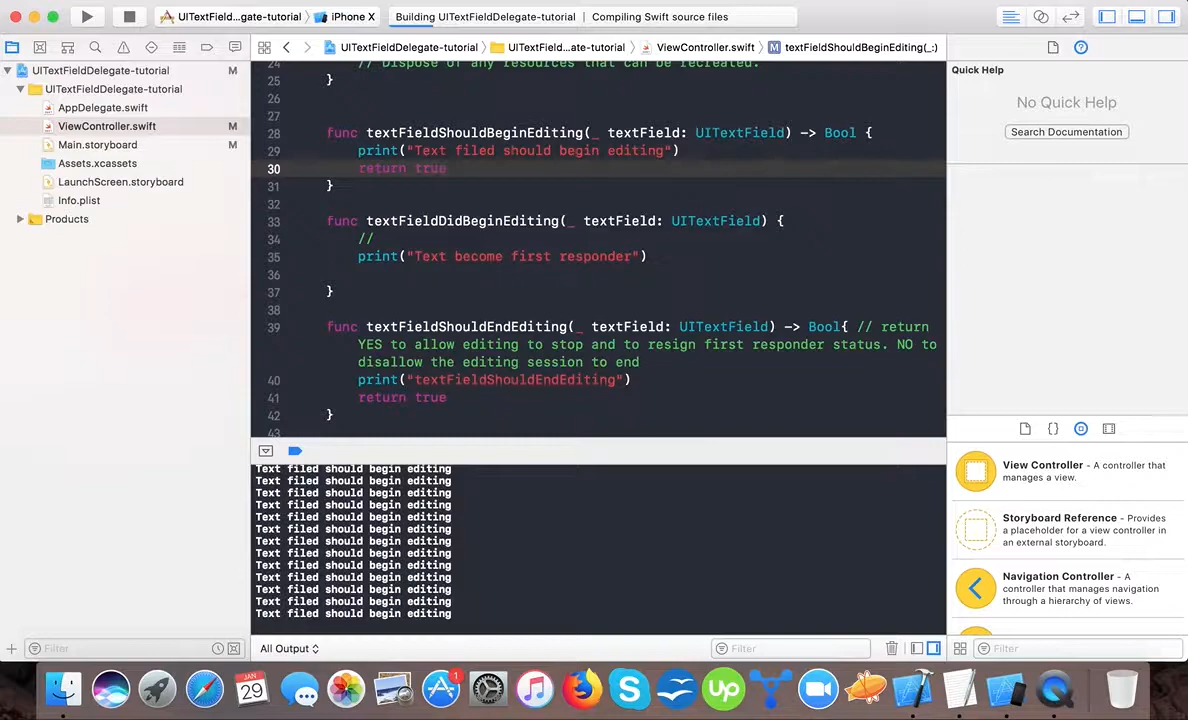 UITextField...gate-tutorial
iPhone X
Building UITextFieldDelegate-tutorial
Compiling Swift source files
UITextFieldDelegate-tutorial
UITextField...ate-tutorial
ViewController.swift
M
textFieldShouldBeginEditing(_:)
UITextFieldDelegate-tutorial
M
UITextFieldDelegate-tutorial
AppDelegate.swift
ViewController.swift
M
Main.storyboard
M
Assets.xcassets
LaunchScreen.storyboard
Info.plist
Products
Filter
24 // Dispose of any resources that can be recreated.
25 }
26
27
28 func textFieldShouldBeginEditing(_ textField: UITextField) -> Bool {
29 print("Text filed should begin editing")
30 return true
31 }
32
33 func textFieldDidBeginEditing(_ textField: UITextField) {
34 //
35 print("Text become first responder")
36
37 }
38
39 func textFieldShouldEndEditing(_ textField: UITextField) -> Bool{ // return
YES to allow editing to stop and to resign first responder status. NO to
disallow the editing session to end
40 print("textFieldShouldEndEditing")
41 return true
42 }
43
Text filed should begin editing
Text filed should begin editing
Text filed should begin editing
Text filed should begin editing
Text filed should begin editing
Text filed should begin editing
Text filed should begin editing
Text filed should begin editing
Text filed should begin editing
Text filed should begin editing
Text filed should begin editing
Text filed should begin editing
Text filed should begin editing
All Output
Filter
Quick Help
No Quick Help
Search Documentation
{ }
View Controller - A controller that
manages a view.
Storyboard Reference - Provides
a placeholder for a view controller in
an external storyboard.
Navigation Controller - A
controller that manages navigation
through a hierarchy of views.
Filter
JAN
29
1
S
Up